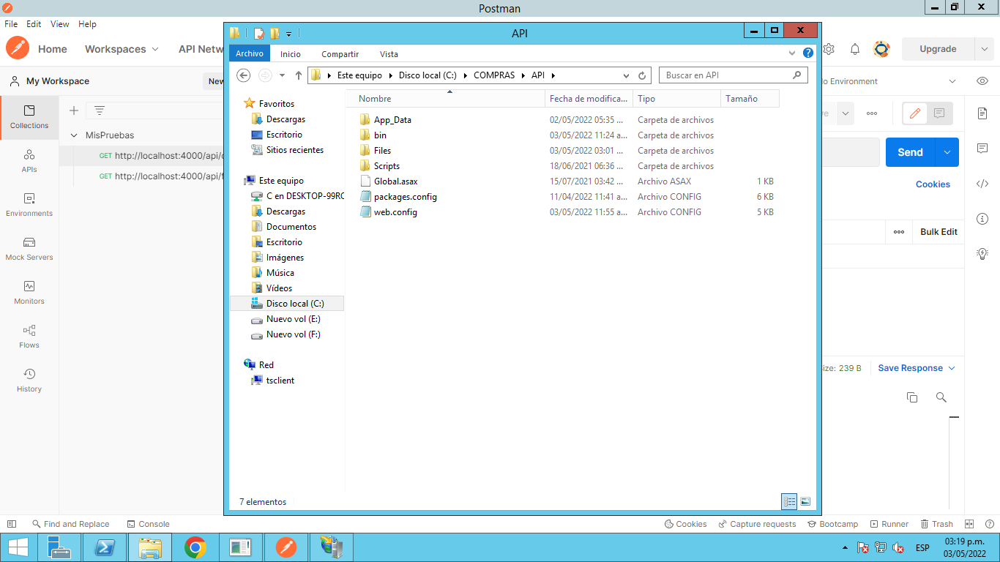 Postman
File Edit View Help
Home Workspaces API Netw
Upgrade
My Workspace
New
lo Environment
Collections
APIs
Environments
Mock Servers
Monitors
Flows
History
MisPruebas
GET http://localhost:4000/api/c
GET http://localhost:4000/api/f
API
Archivo Inicio Compartir Vista
Este equipo Disco local (C:) COMPRAS API
Buscar en API
Favoritos
Descargas
Escritorio
Sitios recientes
Este equipo
C en DESKTOP-99RC
Descargas
Documentos
Escritorio
Imágenes
Música
Vídeos
Disco local (C:)
Nuevo vol (E:)
Nuevo vol (F:)
Red
tsclient
Nombre Fecha de modifica... Tipo Tamaño
App_Data 02/05/2022 05:35 ... Carpeta de archivos
bin 03/05/2022 11:24 a... Carpeta de archivos
Files 03/05/2022 03:01 ... Carpeta de archivos
Scripts 18/06/2021 06:36 ... Carpeta de archivos
Global.asax 15/07/2021 03:42 ... Archivo ASAX 1 KB
packages.config 11/04/2022 11:41 a... Archivo CONFIG 6 KB
web.config 03/05/2022 11:55 a... Archivo CONFIG 5 KB
7 elementos
ve
Send
Cookies
Bulk Edit
ize: 239 B Save Response
Find and Replace Console
Cookies Capture requests Bootcamp Runner Trash
ESP
03:19 p.m.
03/05/2022